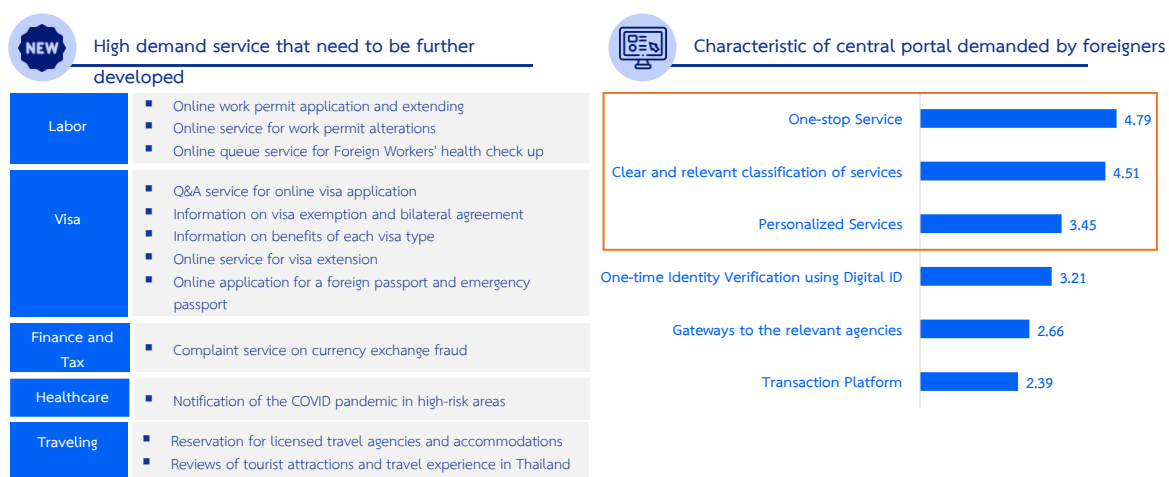 NEW
High demand service that need to be further
developed
Labor
Online work permit application and extending
Online service for work permit alterations
Online queue service for Foreign Workers' health check up
Visa
Q&A service for online visa application
Information on visa exemption and bilateral agreement
Information on benefits of each visa type
Online service for visa extension
Online application for a foreign passport and emergency
passport
Finance and
Tax
Complaint service on currency exchange fraud
Healthcare
Notification of the COVID pandemic in high-risk areas
Traveling
Reservation for licensed travel agencies and accommodations
Reviews of tourist attractions and travel experience in Thailand
Characteristic of central portal demanded by foreigners
One-stop Service 4.79
Clear and relevant classification of services 4.51
Personalized Services 3.45
One-time Identity Verification using Digital ID 3.21
Gateways to the relevant agencies 2.66
Transaction Platform 2.39